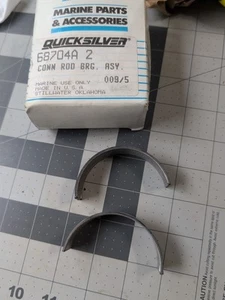 MARINE PARTS
& ACCESSORIES
QUICKSILVER
68704A 2
CONN ROD BRG. ASY.
MARINE USE ONLY 009/5
MADE IN U S A
STILLWATER OKLAHOMA
10